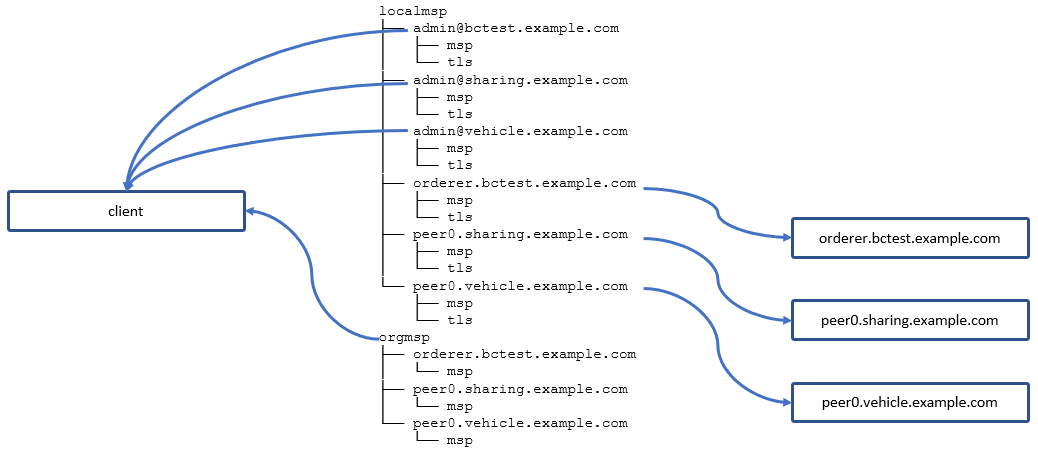 localmsp
├── admin@bctest.example.com
│   ├── msp
│   └── tls
├── admin@sharing.example.com
│   ├── msp
│   └── tls
├── admin@vehicle.example.com
│   ├── msp
│   └── tls
├── orderer.bctest.example.com
│   ├── msp
│   └── tls
├── peer0.sharing.example.com
│   ├── msp
│   └── tls
└── peer0.vehicle.example.com
    ├── msp
    └── tls
orgmsp
├── orderer.bctest.example.com
│   └── msp
├── peer0.sharing.example.com
│   └── msp
└── peer0.vehicle.example.com
    └── msp
client
orderer.bctest.example.com
peer0.sharing.example.com
peer0.vehicle.example.com